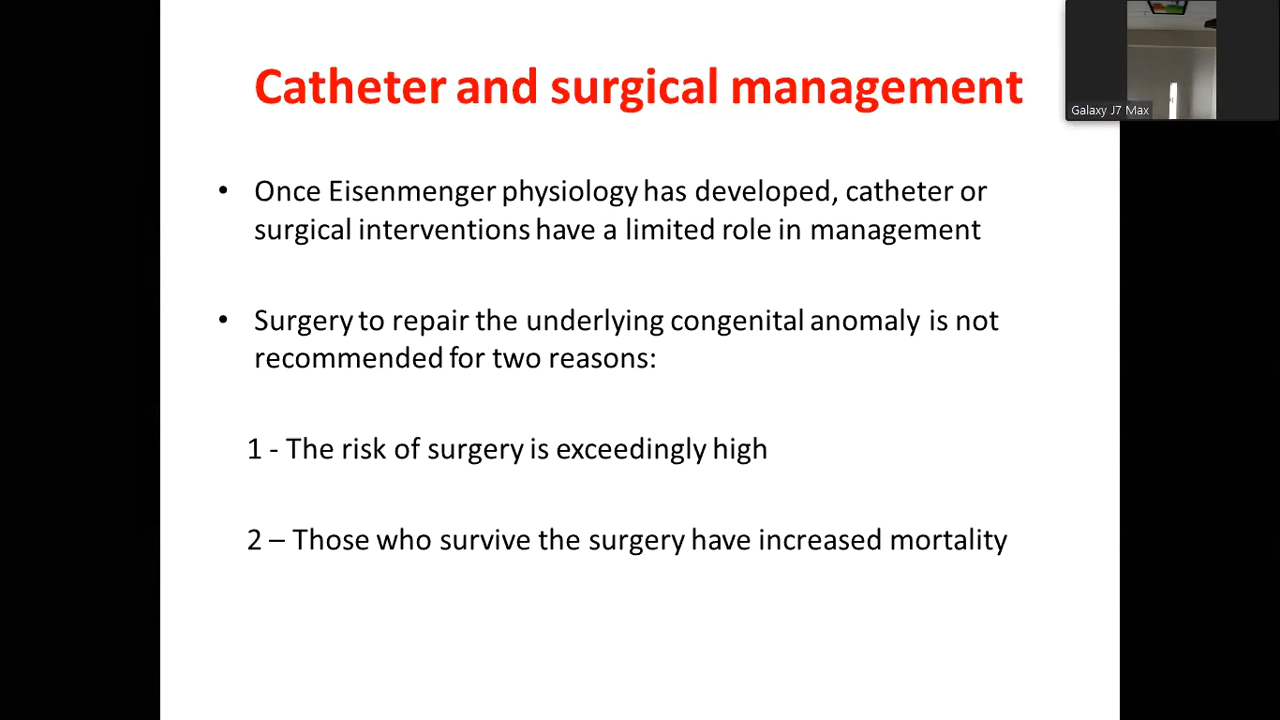 Catheter and surgical management
Galaxy J7 Max
• Once Eisenmenger physiology has developed, catheter or
surgical interventions have a limited role in management
• Surgery to repair the underlying congenital anomaly is not
recommended for two reasons:
1 - The risk of surgery is exceedingly high
2 – Those who survive the surgery have increased mortality